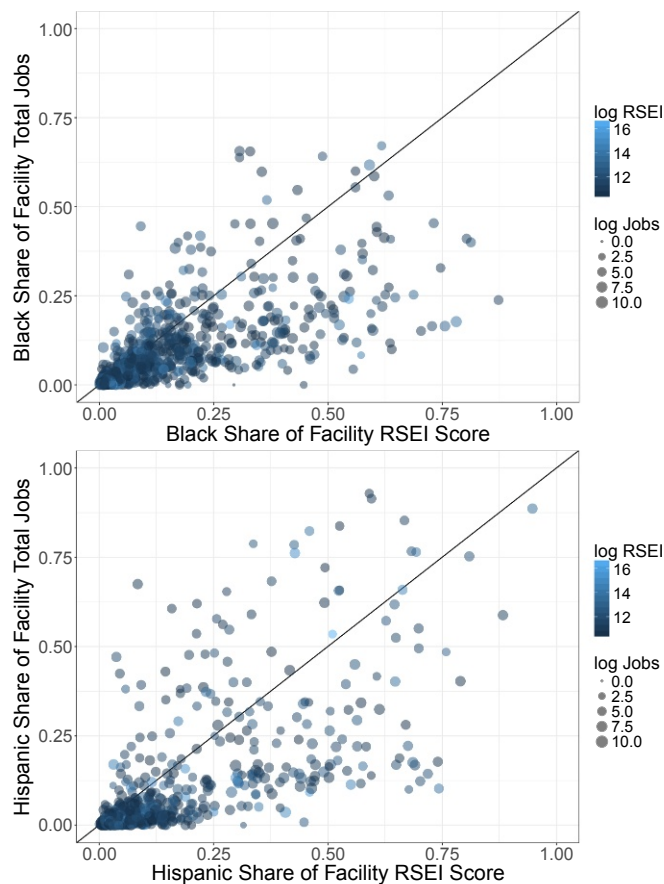 1.00
0.75
0.50
0.25
0.00
Black Share of Facility Total Jobs
0.00 0.25 0.50 0.75 1.00
Black Share of Facility RSEI Score
log RSEI
16
14
12
log Jobs
0.0
2.5
5.0
7.5
10.0
1.00
0.75
0.50
0.25
0.00
Hispanic Share of Facility Total Jobs
0.00 0.25 0.50 0.75 1.00
Hispanic Share of Facility RSEI Score
log RSEI
16
14
12
log Jobs
0.0
2.5
5.0
7.5
10.0